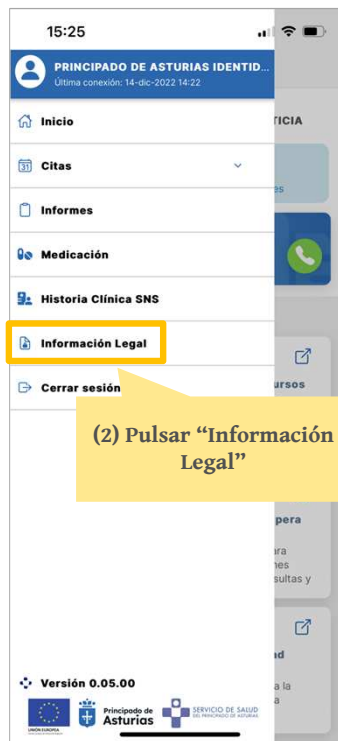 15:25
PRINCIPADO DE ASTURIAS IDENTID...
Última conexión: 14-dic-2022 14:22
Inicio
TICIA
31
Citas
es
Informes
Medicación
Historia Clínica SNS
Información Legal
Cerrar sesión
ursos
(2) Pulsar “Información
Legal”
pera
ara
nes
sultas y
ad
Versión 0.05.00
a la
a
UNIÓN EUROPEA
Principado de
Asturias
SERVICIO DE SALUD
DEL PRINCIPADO DE ASTURIAS